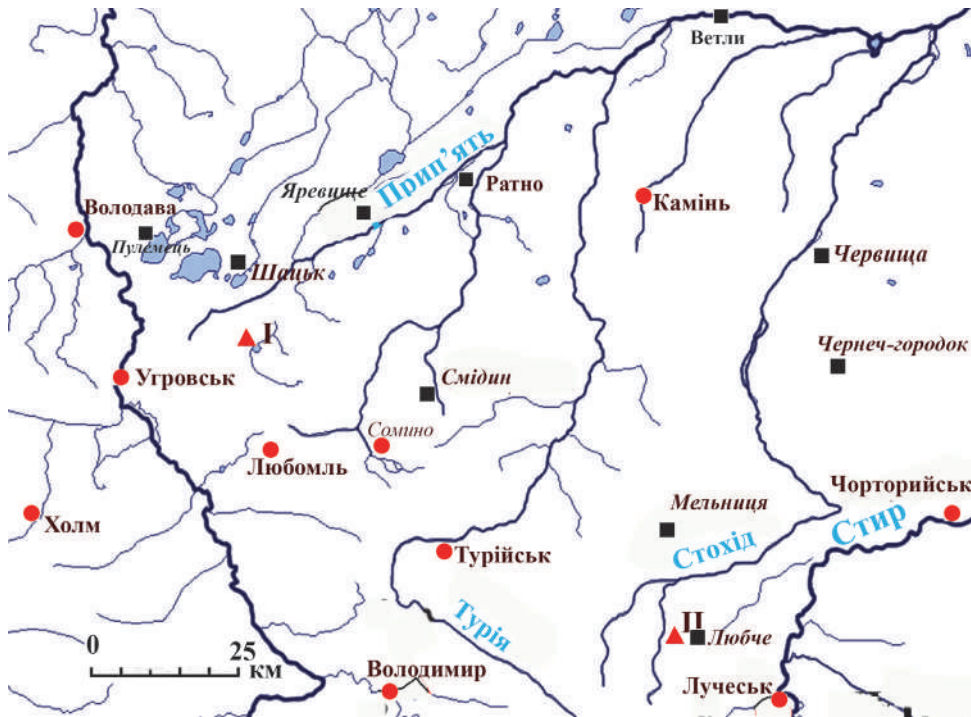 Ветли
Прип’ять
Яревище
Ратно
Камінь
Володава
Пулємець
Шацьк
Червища
I
Угровськ
Смідин
Чернеч-городок
Сомино
Любомль
Холм
Мельниця
Чорторийськ
Стохід
Стир
Турійськ
Турія
II
Любче
0 25
км
Володимир
Лучеськ